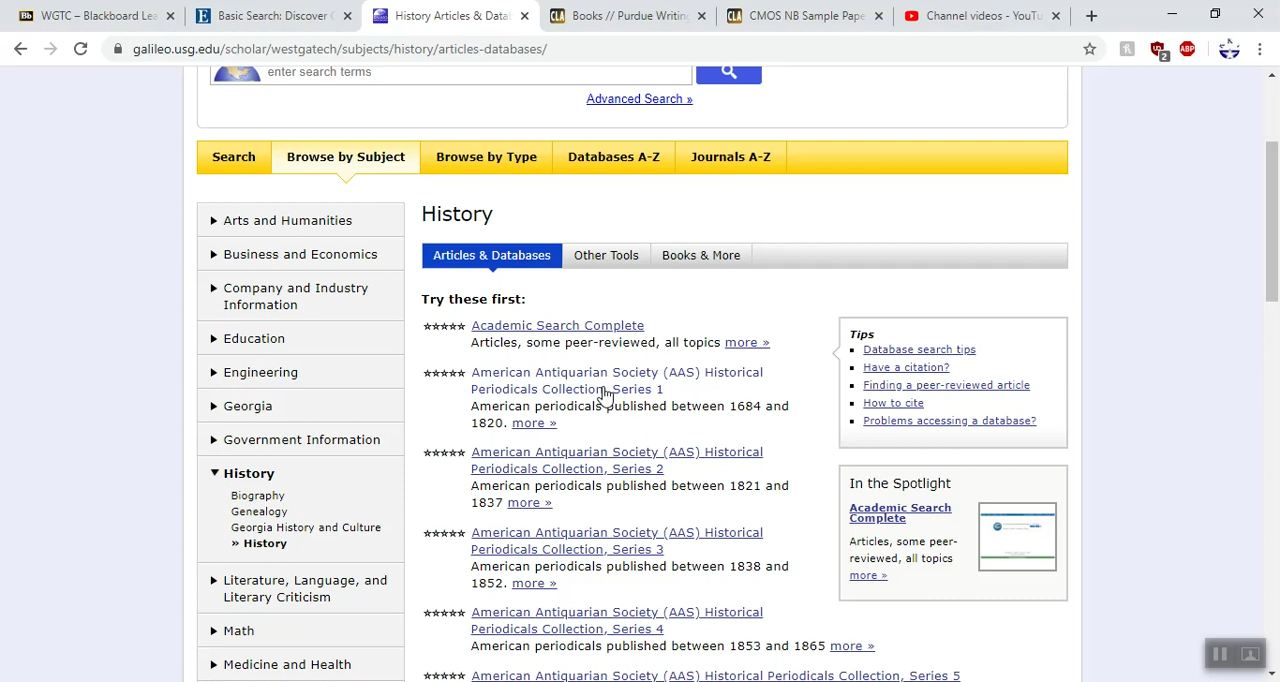 WGTC – Blackboard Lea
Basic Search: Discover
History Articles & Data
Books // Purdue Writin
CMOS NB Sample Pape
Channel videos - YouTu
galileo.usg.edu/scholar/westgatech/subjects/history/articles-databases/
2
ABP
enter search terms
Advanced Search »
Search
Browse by Subject
Browse by Type
Databases A-Z
Journals A-Z
Arts and Humanities
Business and Economics
Company and Industry
Information
Education
Engineering
Georgia
Government Information
History
Biography
Genealogy
Georgia History and Culture
» History
Literature, Language, and
Literary Criticism
Math
Medicine and Health
History
Articles & Databases
Other Tools
Books & More
Try these first:
Academic Search Complete
Articles, some peer-reviewed, all topics more »
American Antiquarian Society (AAS) Historical
Periodicals Collection, Series 1
American periodicals published between 1684 and
1820. more »
American Antiquarian Society (AAS) Historical
Periodicals Collection, Series 2
American periodicals published between 1821 and
1837 more »
American Antiquarian Society (AAS) Historical
Periodicals Collection, Series 3
American periodicals published between 1838 and
1852. more »
American Antiquarian Society (AAS) Historical
Periodicals Collection, Series 4
American periodicals published between 1853 and 1865 more »
American Antiquarian Society (AAS) Historical Periodicals Collection, Series 5
Tips
Database search tips
Have a citation?
Finding a peer-reviewed article
How to cite
Problems accessing a database?
In the Spotlight
Academic Search
Complete
Articles, some peer-
reviewed, all topics
more »